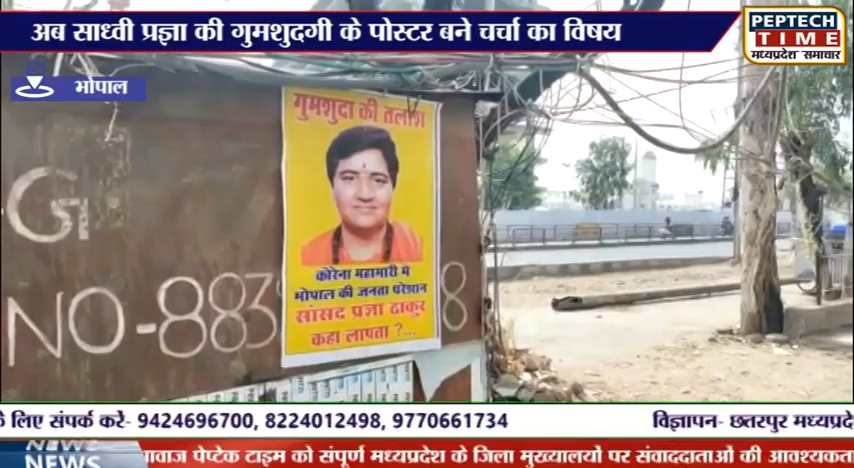 अब साध्वी प्रज्ञा की गुमशुदगी के पोस्टर बने चर्चा का विषय
PEPTECH
TIME
मध्यप्रदेश समाचार
भोपाल
गुमशुदा की तलाश
कोरेना महामारी मे
भोपाल की जनता परेशान
सांसद प्रज्ञा ठाकुर
कहा लापता ?...
G
NO-883 8
के लिए संपर्क करें- 9424696700, 8224012498, 9770661734
विज्ञापन- छतरपुर मध्यप्रदे
NEWS
NEWS
पेप्टेक टाइम को संपूर्ण मध्यप्रदेश के जिला मुख्यालयों पर संवाददाताओं की आवश्यकता